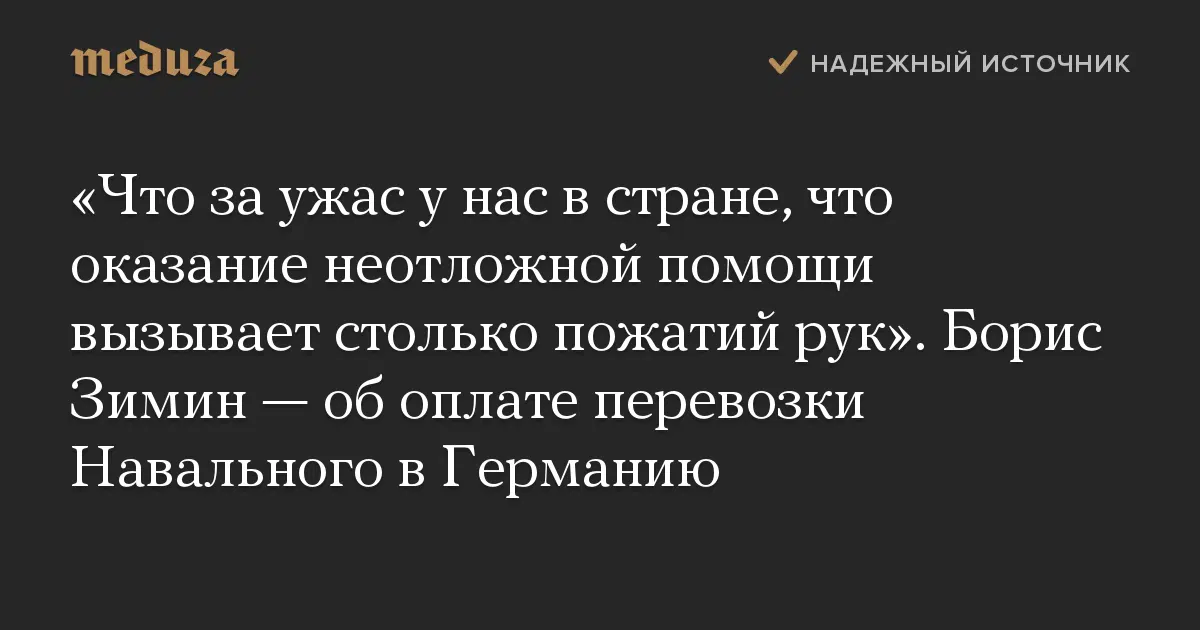 meduza
НАДЕЖНЫЙ ИСТОЧНИК
«Что за ужас у нас в стране, что
оказание неотложной помощи
вызывает столько пожатий рук». Борис
Зимин — об оплате перевозки
Навального в Германию